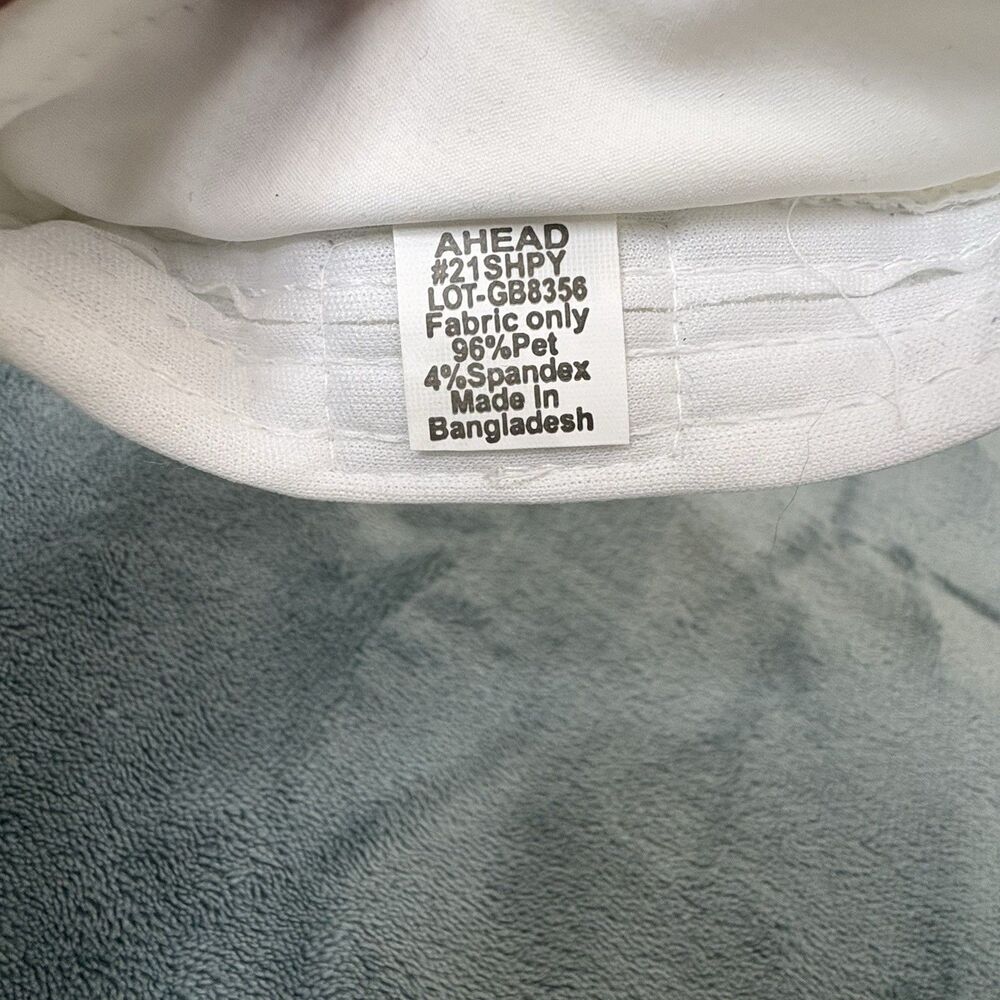 AHEAD
#21SHPY
LOT-GB8356
Fabric only
96%Pet
4%Spandex
Made In
Bangladesh